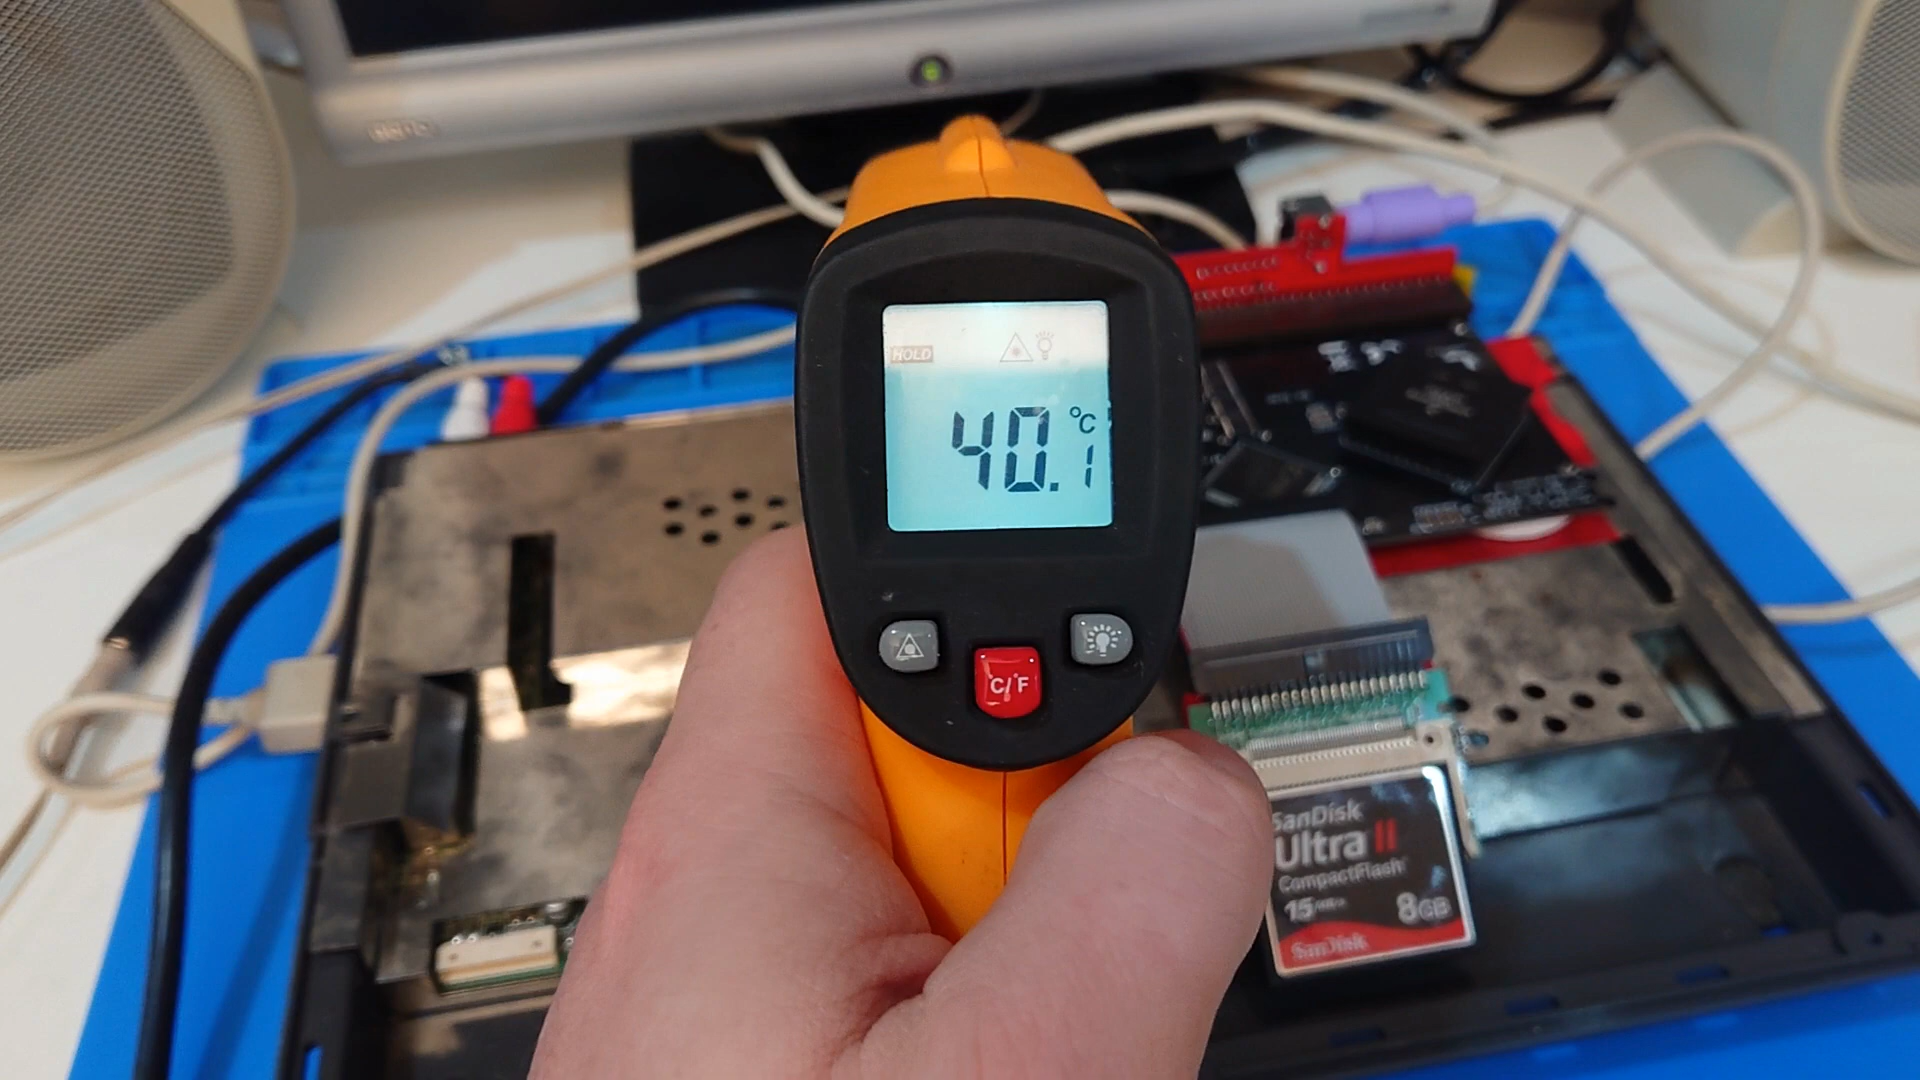 HOLD
°C
40.1
C/°F
SanDisk
Ultra II
CompactFlash
15
8GB
SanDisk